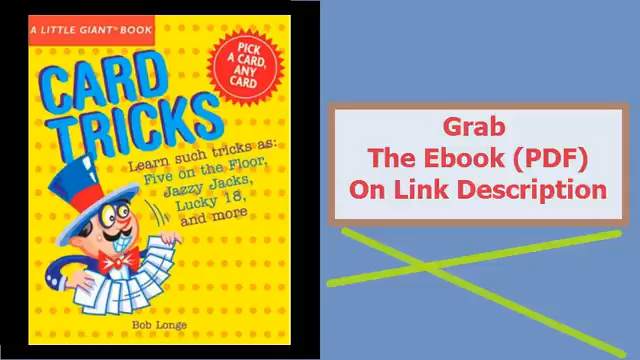 A LITTLE GIANT® BOOK
PICK
A CARD,
ANY
CARD
CARD
TRICKS
Learn such tricks as:
Five on the Floor,
Jazzy Jacks,
Lucky 18,
and more
Bob Longe
Grab
The Ebook (PDF)
On Link Description